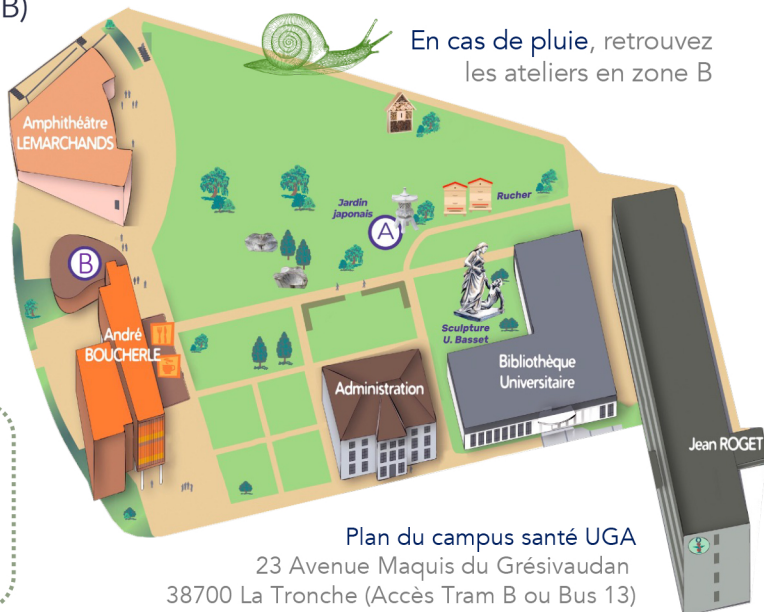 B)
En cas de pluie, retrouvez
les ateliers en zone B
Amphithéâtre
LEMARCHANDS
Jardin
japonais
A
Rucher
B
André
BOUCHERLE
Sculpture
U. Basset
Bibliothèque
Universitaire
Administration
Jean ROGET
Plan du campus santé UGA
23 Avenue Maquis du Grésivaudan
38700 La Tronche (Accès Tram B ou Bus 13)